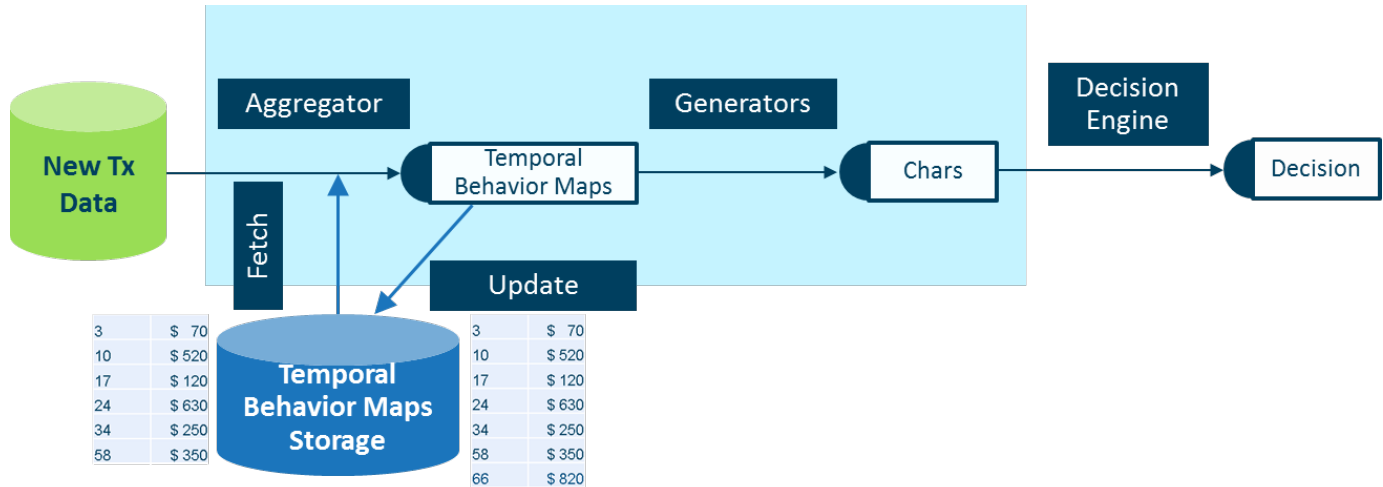 Aggregator
Generators
Decision
Engine
New Tx
Data
Temporal
Behavior Maps
Chars
Decision
Fetch
Update
3 $ 70
10 $ 520
17 $ 120
24 $ 630
34 $ 250
58 $ 350
Temporal
Behavior Maps
Storage
3 $ 70
10 $ 520
17 $ 120
24 $ 630
34 $ 250
58 $ 350
66 $ 820